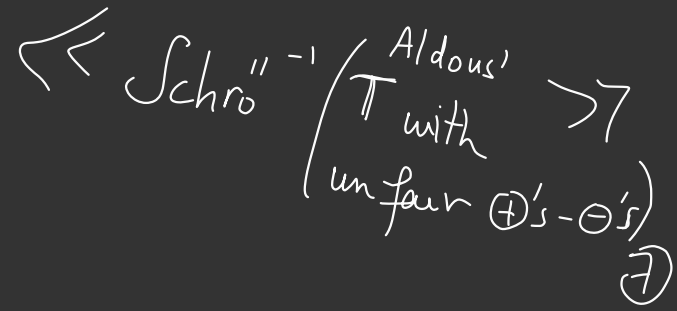 << Schrö⁻¹ ( Aldous' >>
T with
unfair ⊕'s-⊖'s)
⑦